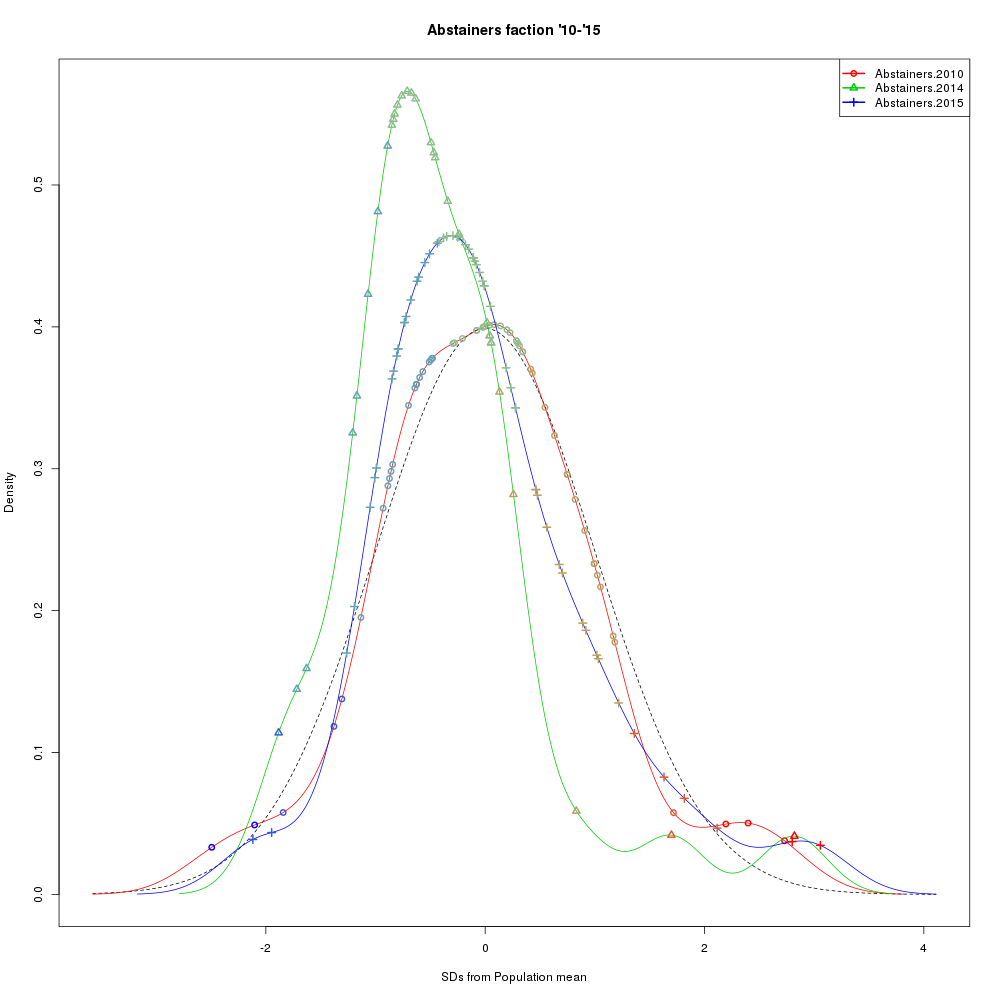 Abstainers faction '10-'15
Abstainers.2010
Abstainers.2014
Abstainers.2015
Density
0.5
0.4
0.3
0.2
0.1
0.0
-2 0 2 4
SDs from Population mean